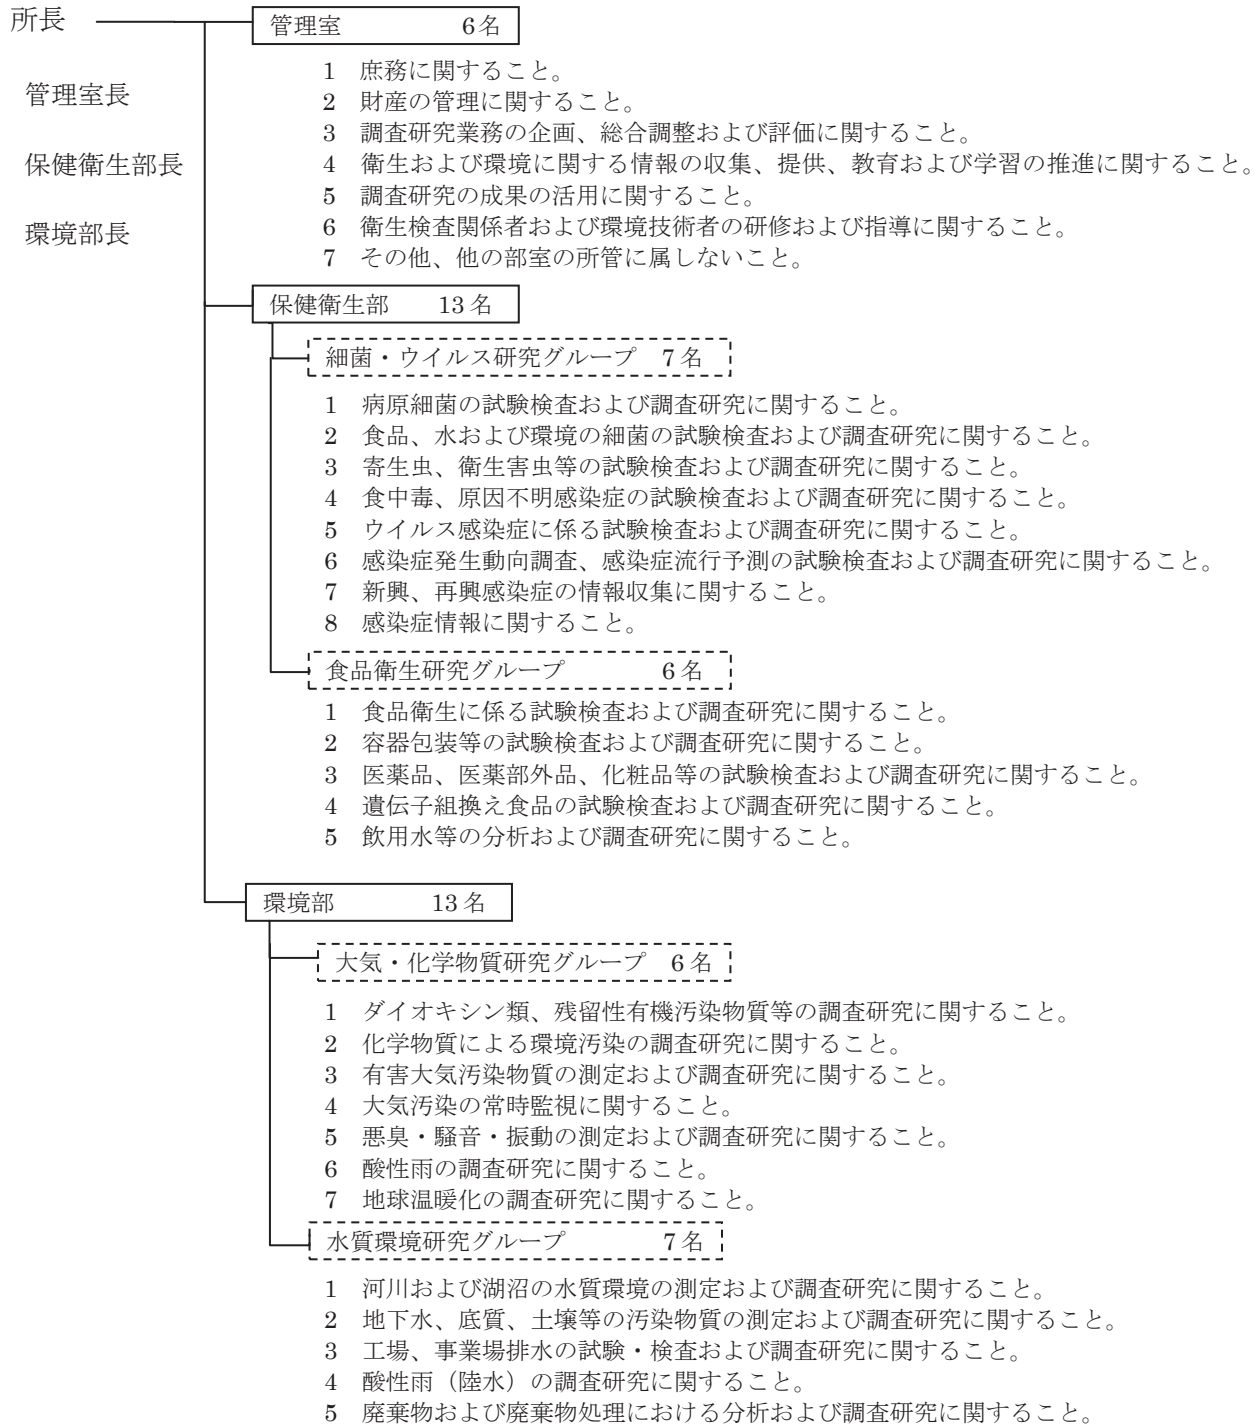 所長
管理室 6名
1 庶務に関すること。
管理室長
2 財産の管理に関すること。
3 調査研究業務の企画、総合調整および評価に関すること。
保健衛生部長
4 衛生および環境に関する情報の収集、提供、教育および学習の推進に関すること。
5 調査研究の成果の活用に関すること。
環境部長
6 衛生検査関係者および環境技術者の研修および指導に関すること。
7 その他、他の部室の所管に属しないこと。
保健衛生部 13名
細菌・ウイルス研究グループ 7名
1 病原細菌の試験検査および調査研究に関すること。
2 食品、水および環境の細菌の試験検査および調査研究に関すること。
3 寄生虫、衛生害虫等の試験検査および調査研究に関すること。
4 食中毒、原因不明感染症の試験検査および調査研究に関すること。
5 ウイルス感染症に係る試験検査および調査研究に関すること。
6 感染症発生動向調査、感染症流行予測の試験検査および調査研究に関すること。
7 新興、再興感染症の情報収集に関すること。
8 感染症情報に関すること。
食品衛生研究グループ 6名
1 食品衛生に係る試験検査および調査研究に関すること。
2 容器包装等の試験検査および調査研究に関すること。
3 医薬品、医薬部外品、化粧品等の試験検査および調査研究に関すること。
4 遺伝子組換え食品の試験検査および調査研究に関すること。
5 飲用水等の分析および調査研究に関すること。
環境部 13名
大気・化学物質研究グループ 6名
1 ダイオキシン類、残留性有機汚染物質等の調査研究に関すること。
2 化学物質による環境汚染の調査研究に関すること。
3 有害大気汚染物質の測定および調査研究に関すること。
4 大気汚染の常時監視に関すること。
5 悪臭・騒音・振動の測定および調査研究に関すること。
6 酸性雨の調査研究に関すること。
7 地球温暖化の調査研究に関すること。
水質環境研究グループ 7名
1 河川および湖沼の水質環境の測定および調査研究に関すること。
2 地下水、底質、土壌等の汚染物質の測定および調査研究に関すること。
3 工場、事業場排水の試験・検査および調査研究に関すること。
4 酸性雨（陸水）の調査研究に関すること。
5 廃棄物および廃棄物処理における分析および調査研究に関すること。